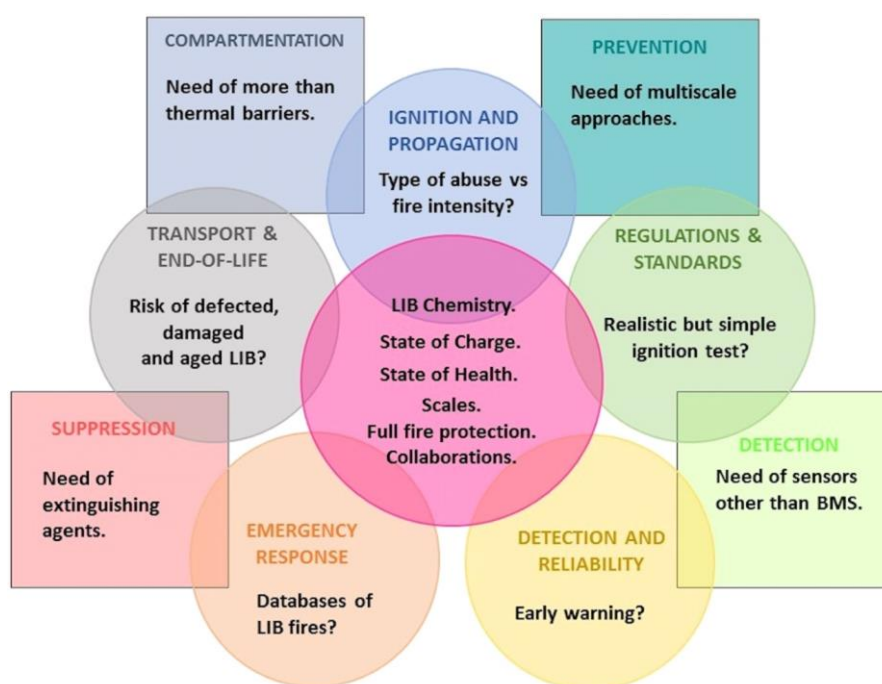 COMPARTMENTATION
Need of more than
thermal barriers.
IGNITION AND
PROPAGATION
Type of abuse vs
fire intensity?
PREVENTION
Need of multiscale
approaches.
TRANSPORT &
END-OF-LIFE
Risk of defected,
damaged
and aged LIB?
LIB Chemistry.
State of Charge.
State of Health.
Scales.
Full fire protection.
Collaborations.
REGULATIONS &
STANDARDS
Realistic but simple
ignition test?
SUPPRESSION
Need of
extinguishing
agents.
EMERGENCY
RESPONSE
Databases of
LIB fires?
DETECTION AND
RELIABILITY
Early warning?
DETECTION
Need of sensors
other than BMS.